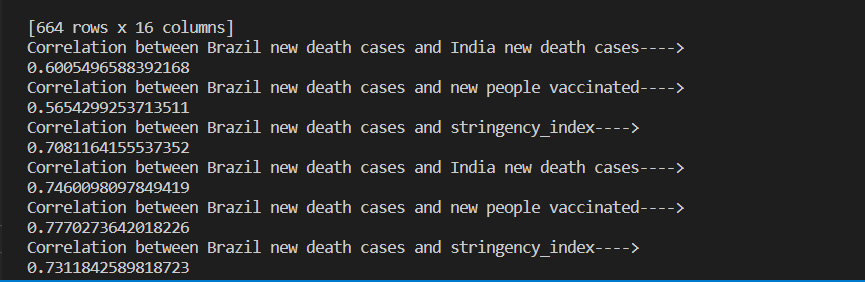 [664 rows x 16 columns]
Correlation between Brazil new death cases and India new death cases---->
0.6005496588392168
Correlation between Brazil new death cases and new people vaccinated---->
0.5654299253713511
Correlation between Brazil new death cases and stringency_index---->
0.7081164155537352
Correlation between Brazil new death cases and India new death cases---->
0.7460098097849419
Correlation between Brazil new death cases and new people vaccinated---->
0.7770273642018226
Correlation between Brazil new death cases and stringency_index---->
0.7311842589818723